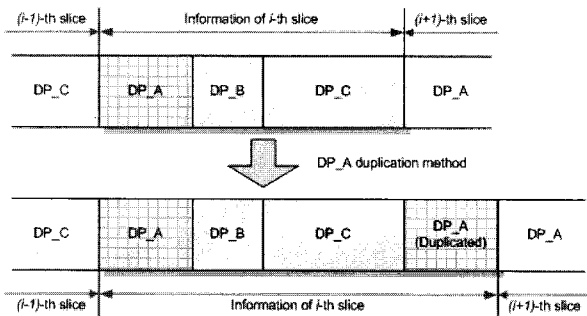 (i-1)-th slice Information of i-th slice (i+1)-th slice
DP_C DP_A DP_B DP_C DP_A
DP_A duplication method
DP_C DP_A DP_B DP_C DP_A (Duplicated) DP_A
(i-1)-th slice Information of i-th slice (i+1)-th slice